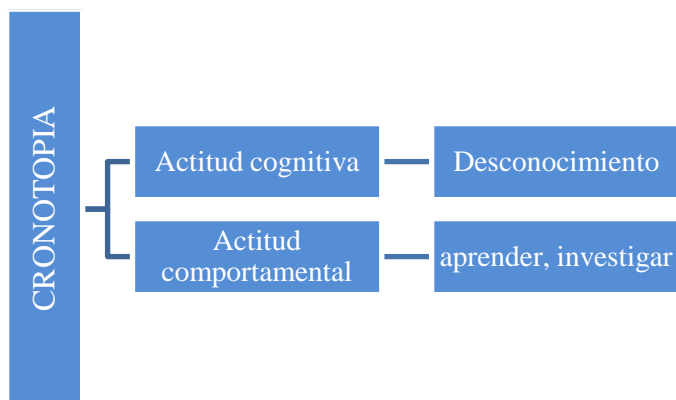 CRONOTOPIA
Actitud cognitiva
Desconocimiento
Actitud
comportamental
aprender, investigar